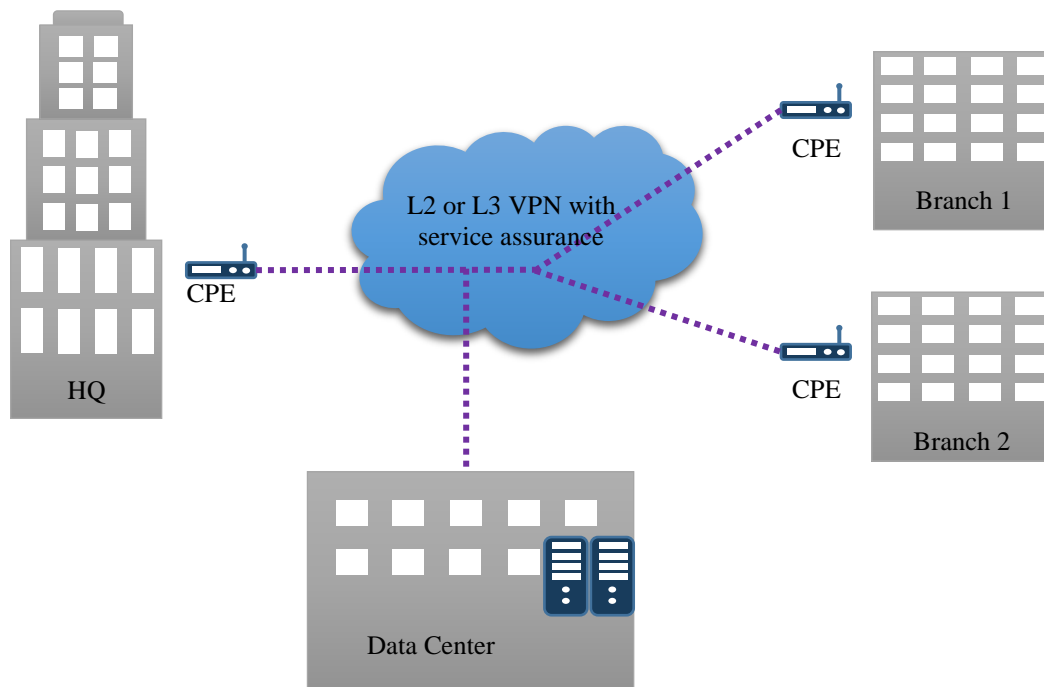 CPE
Branch 1
L2 or L3 VPN with
service assurance
CPE
HQ
CPE
Branch 2
Data Center